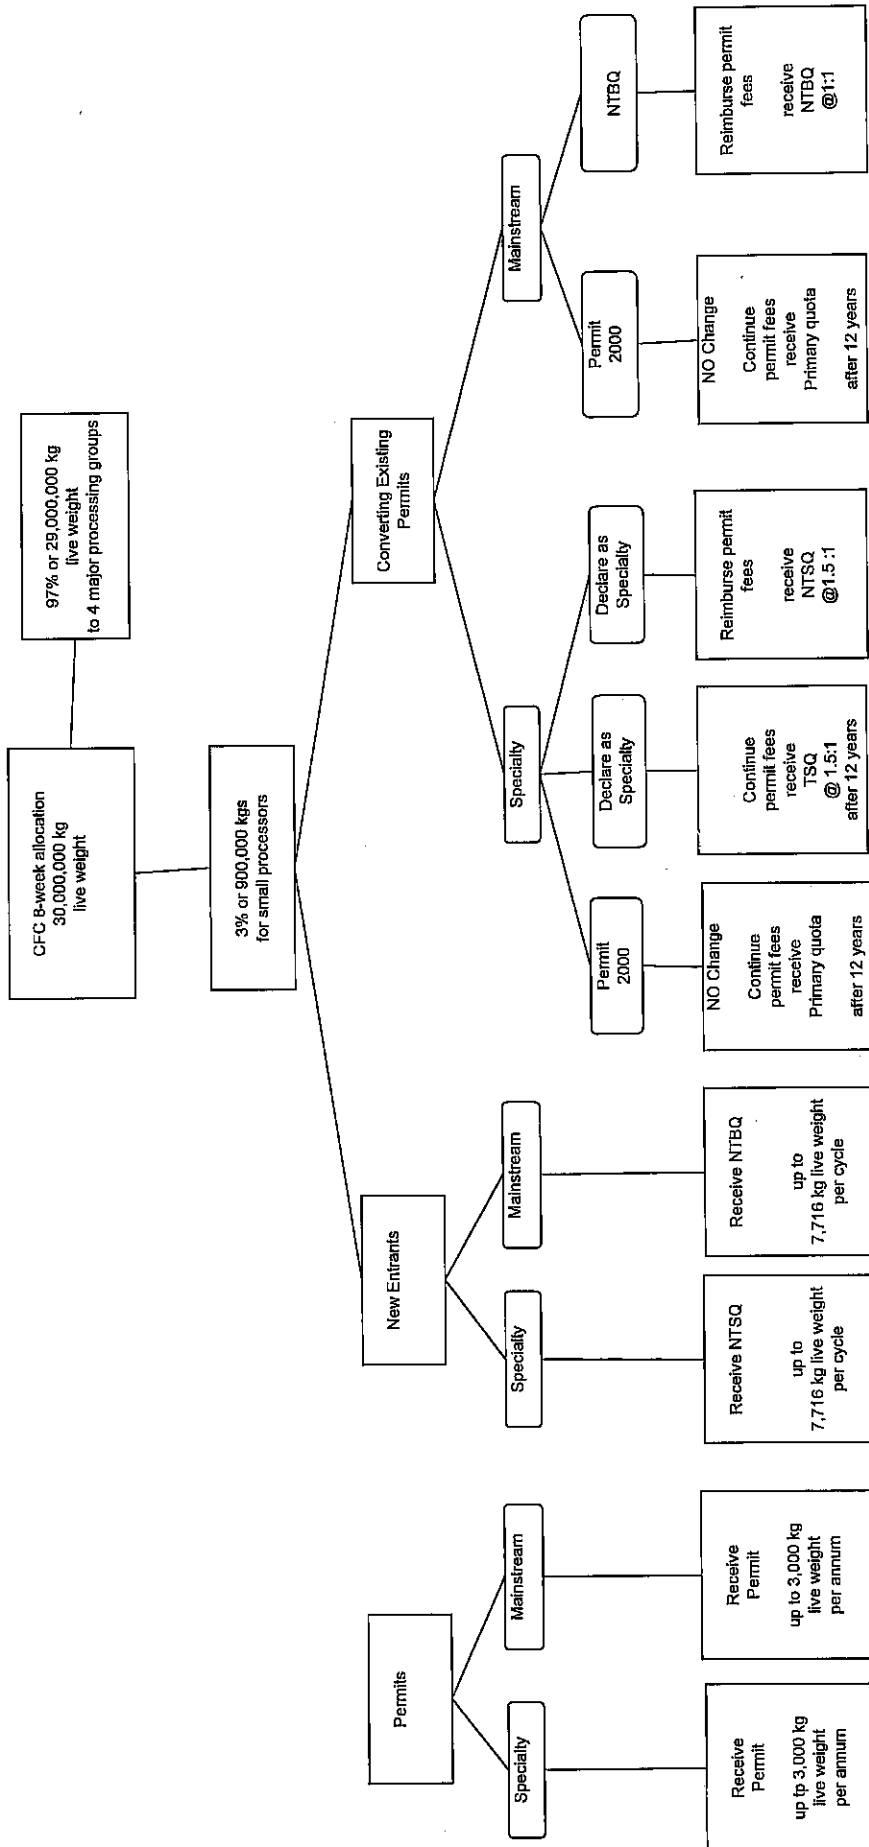 CFC 8-week allocation
30,000,000 kg
live weight
97% or 29,000,000 kg
live weight
to 4 major processing groups
3% or 900,000 kgs
for small processors
Permits
New Entrants
Converting Existing
Permits
Specialty
Mainstream
Specialty
Mainstream
Specialty
Mainstream
Permit
2000
Declare as
Specialty
Declare as
Specialty
Permit
2000
NTBQ
Receive
Permit
up tp 3,000 kg
live weight
per annum
Receive
Permit
up to 3,000 kg
live weight
per annum
Receive NTSQ
up to
7,716 kg live weight
per cycle
Receive NTBQ
up to
7,716 kg live weight
per cycle
NO Change
Continue
permit fees
receive
Primary quota
after 12 years
Continue
permit fees
receive
TSQ
@ 1.5:1
after 12 years
Reimburse permit
fees
receive
NTSQ
@1.5 :1
NO Change
Continue
permit fees
receive
Primary quota
after 12 years
Reimburse permit
fees
receive
NTBQ
@1:1